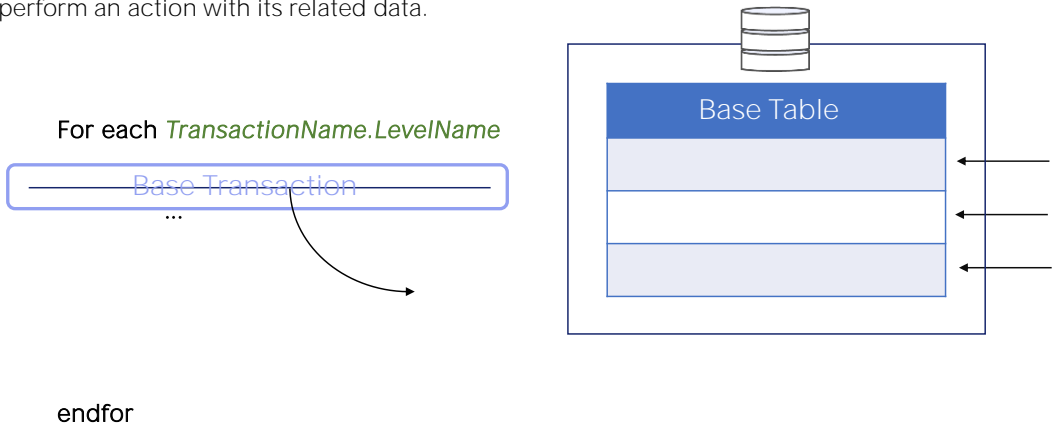 perform an action with its related data.
Base Table
For each TransactionName.LevelName
Base Transaction
...
endfor